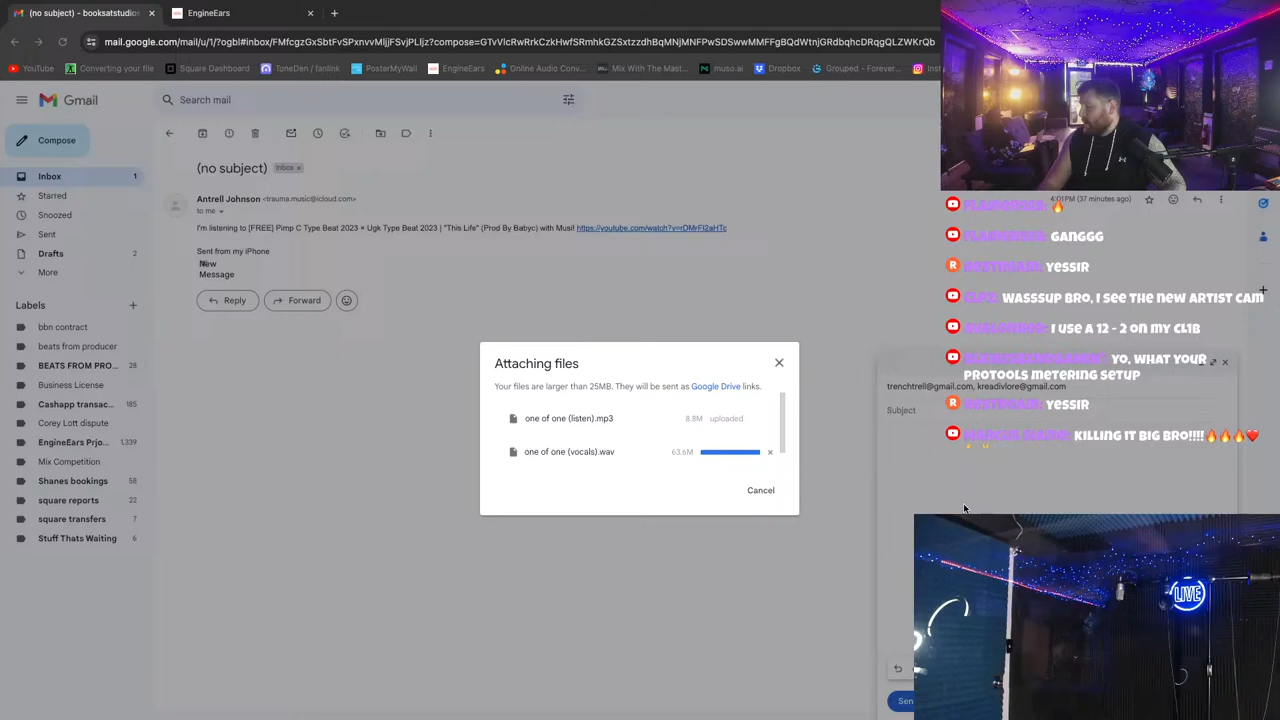 (no subject) - booksatstudios
EngineEars
mail.google.com/mail/u/1/?ogbl#inbox/FMfcgzGxSbtFvSPxnvvMljjFSvjPLljz?compose=GTvVlcRwRrkCzkHwfSRmhkGZSxtzzdhBqMNjMNFPwSDSwwMMFFgBQdWtnjGRdbqhcDRqgQLZWKrQb
YouTube
Converting your file
Square Dashboard
ToneDen / fanlink
PosterMyWall
EngineEars
Online Audio Conv...
Mix With The Mast...
muso.ai
Dropbox
Grouped - Forever...
Inst
Gmail
Search mail
Compose
Inbox 1
Starred
Snoozed
Sent
Drafts 2
More
Labels
bbn contract
beats from producer
BEATS FROM PRO...
Business License
Cashapp transac... 185
Corey Lott dispute
EngineEars Prjo... 1,339
Mix Competition
Shanes bookings 58
square reports 22
square transfers 7
Stuff Thats Waiting 6
(no subject) Inbox
Antrell Johnson <trauma.music@icloud.com>
4:01 PM (37 minutes ago)
to me
I'm listening to [FREE] Pimp C Type Beat 2023 × Ugk Type Beat 2023 | "This Life" (Prod By Babyc) with Musi! https://youtube.com/watch?v=rDMrFI2aHTc
Sent from my iPhone
New
Message
Reply
Forward
Attaching files
Your files are larger than 25MB. They will be sent as Google Drive links.
one of one (listen).mp3 8.8M uploaded
one of one (vocals).wav 63.6M
Cancel
trenchtrell@gmail.com, kreadivlore@gmail.com
Subject
Sen
GANGGG
YESSIR
WASSSUP BRO, I SEE THE NEW ARTIST CAM
I USE A 12 - 2 ON MY CL1B
YO, WHAT YOUR
PROTOOLS METERING SETUP
YESSIR
KILLING IT BIG BRO!!!!🔥🔥🔥❤️
LIVE